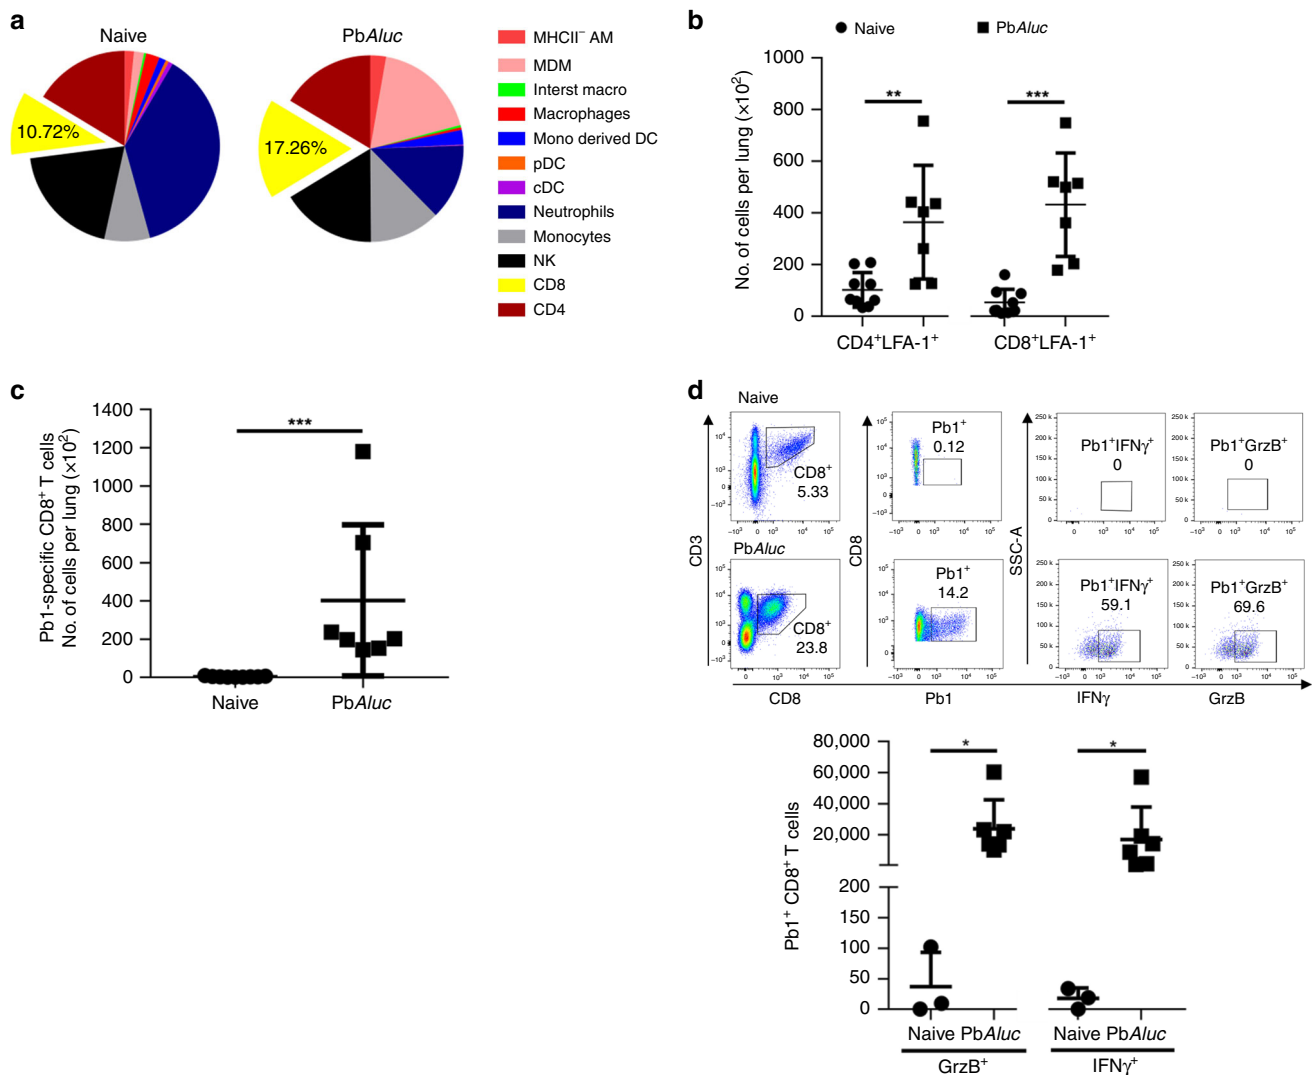 a
Naive
PbAluc
10.72%
17.26%
MHCII⁻ AM
MDM
Interst macro
Macrophages
Mono derived DC
pDC
cDC
Neutrophils
Monocytes
NK
CD8
CD4
b
Naive
PbAluc
No. of cells per lung (×10²)
1000
800
600
400
200
0
**
***
CD4⁺LFA-1⁺
CD8⁺LFA-1⁺
c
Pb1-specific CD8⁺ T cells
No. of cells per lung (×10²)
1400
1200
1000
800
600
400
200
0
***
Naive
PbAluc
d
Naive
CD8⁺
5.33
Pb1⁺
0.12
Pb1⁺IFNγ⁺
0
Pb1⁺GrzB⁺
0
PbAluc
CD8⁺
23.8
Pb1⁺
14.2
Pb1⁺IFNγ⁺
59.1
Pb1⁺GrzB⁺
69.6
CD3
CD8
SSC-A
CD8
Pb1
IFNγ
GrzB
Pb1⁺ CD8⁺ T cells
80,000
60,000
40,000
20,000
200
150
100
50
0
*
*
Naive PbAluc
Naive PbAluc
GrzB⁺
IFNγ⁺